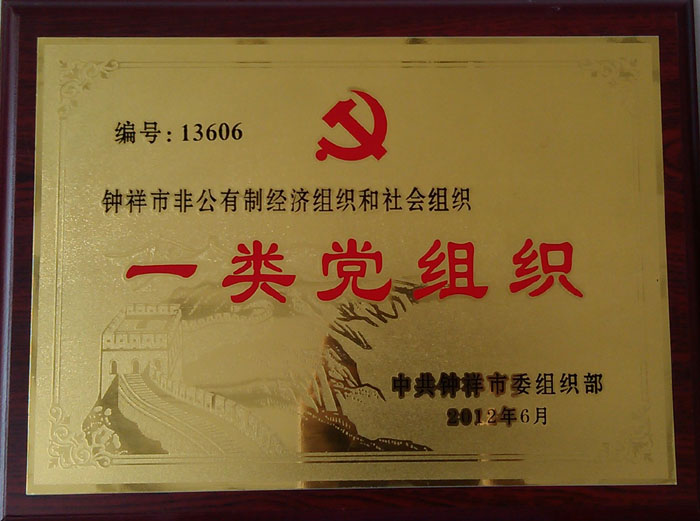 编号：13606
钟祥市非公有制经济组织和社会组织
一类党组织
中共钟祥市委组织部
2012年6月